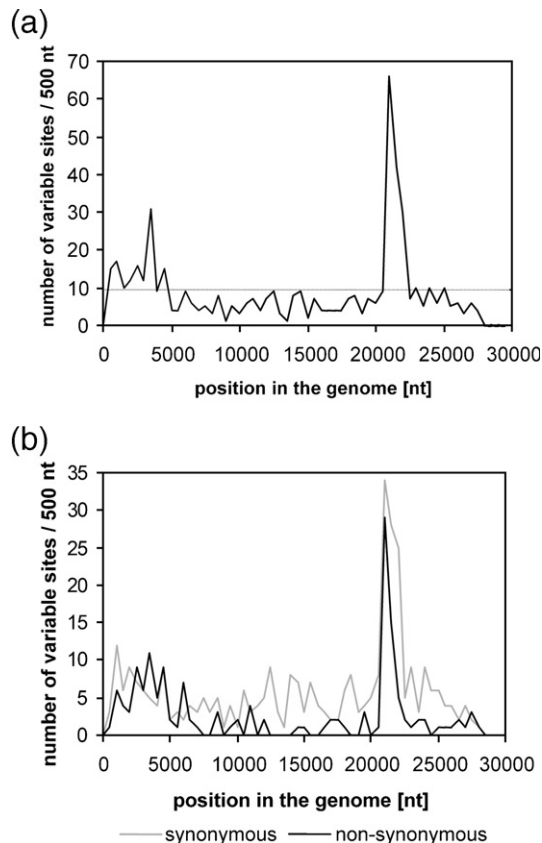 (a)
number of variable sites / 500 nt
70
60
50
40
30
20
10
0
0 5000 10000 15000 20000 25000 30000
position in the genome [nt]
(b)
number of variable sites / 500 nt
35
30
25
20
15
10
5
0
0 5000 10000 15000 20000 25000 30000
position in the genome [nt]
synonymous non-synonymous